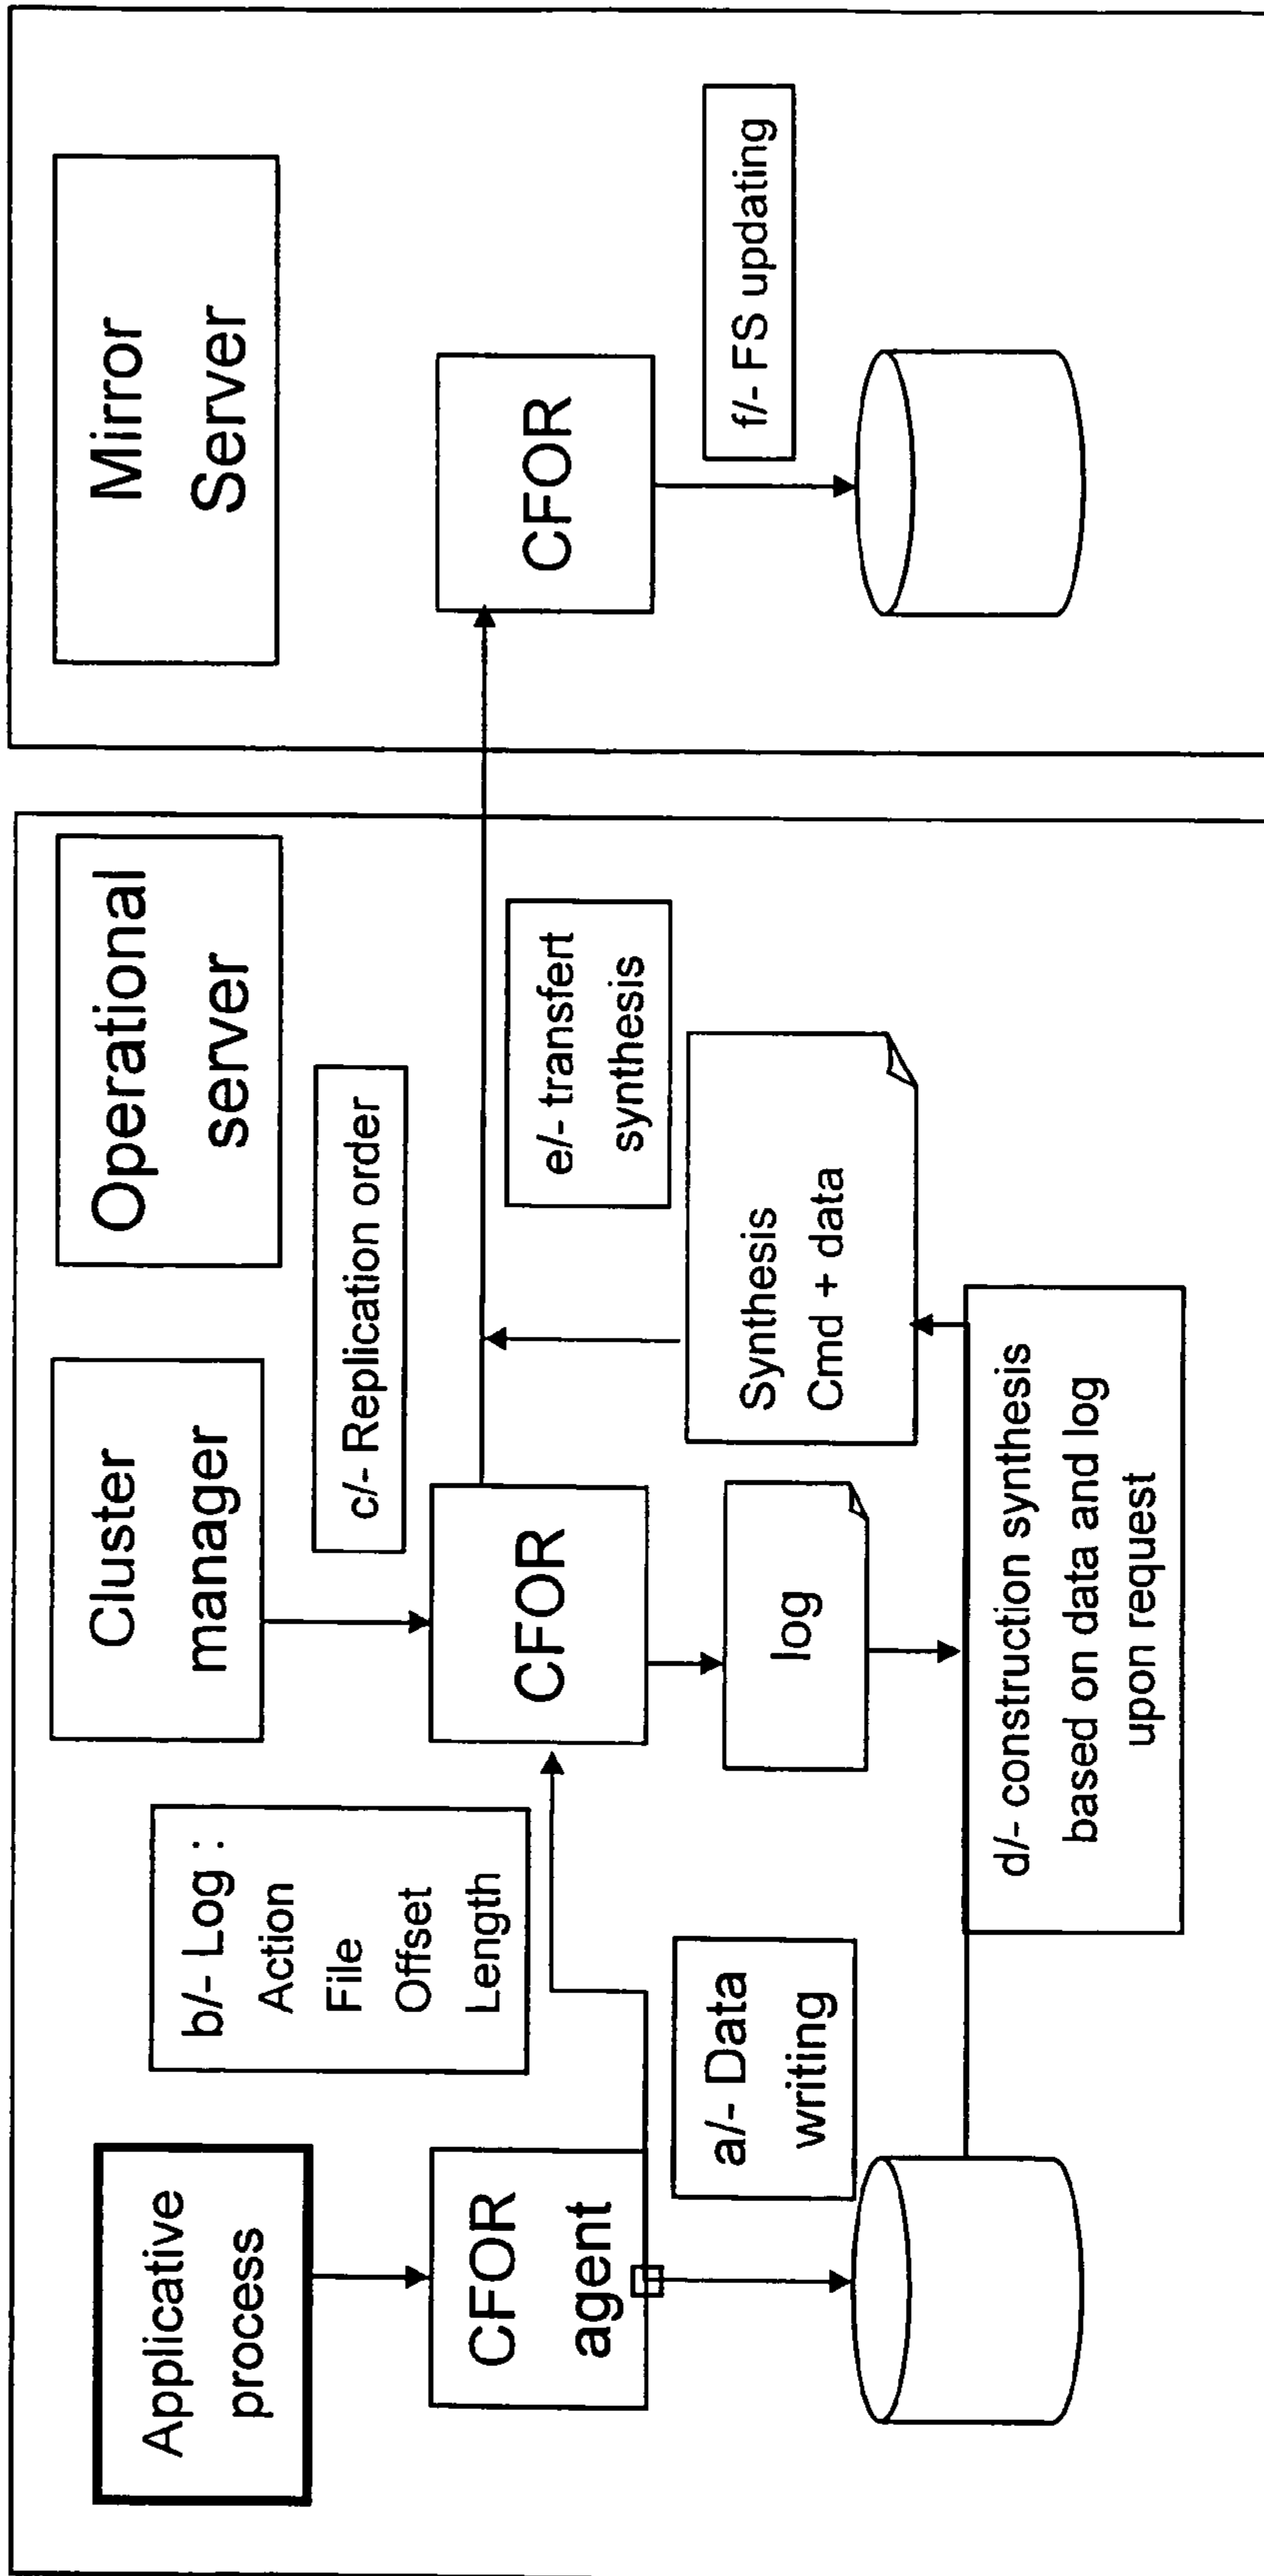 Applicative
process
b/- Log :
Action
File
Offset
Length
Cluster
manager
c/- Replication order
Operational
server
Mirror
Server
CFOR
agent
CFOR
CFOR
a/- Data
writing
log
Synthesis
Cmd + data
e/- transfert
synthesis
f/- FS updating
d/- construction synthesis
based on data and log
upon request